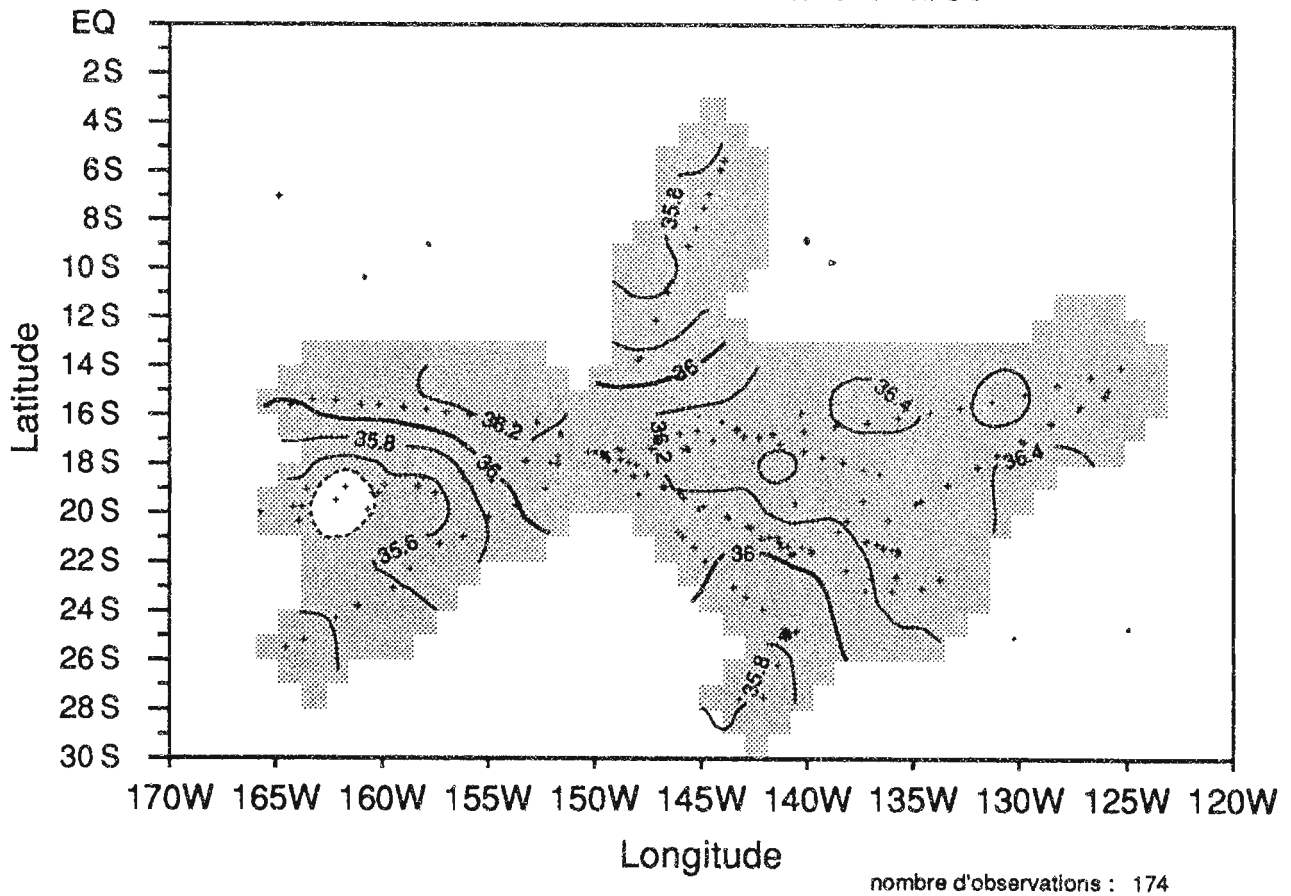 EQ
2S
4S
6S
8S
10S
12S
14S
16S
18S
20S
22S
24S
26S
28S
30S
Latitude
35.8
36
36.2
36.4
35.8
36.2
36
36.4
35.6
36
35.8
170W 165W 160W 155W 150W 145W 140W 135W 130W 125W 120W
Longitude
nombre d'observations : 174